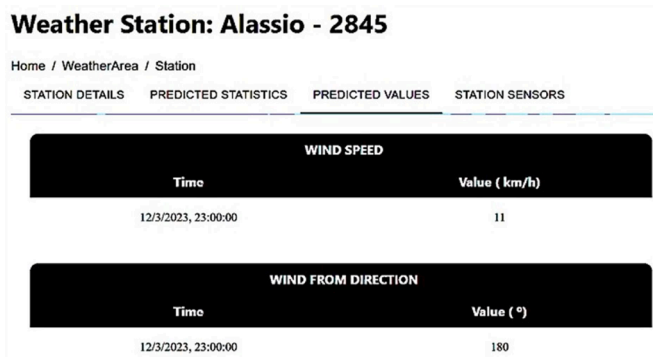 Weather Station: Alassio - 2845
Home / WeatherArea / Station
STATION DETAILS PREDICTED STATISTICS PREDICTED VALUES STATION SENSORS
WIND SPEED
Time Value ( km/h)
12/3/2023, 23:00:00 11
WIND FROM DIRECTION
Time Value ( º)
12/3/2023, 23:00:00 180